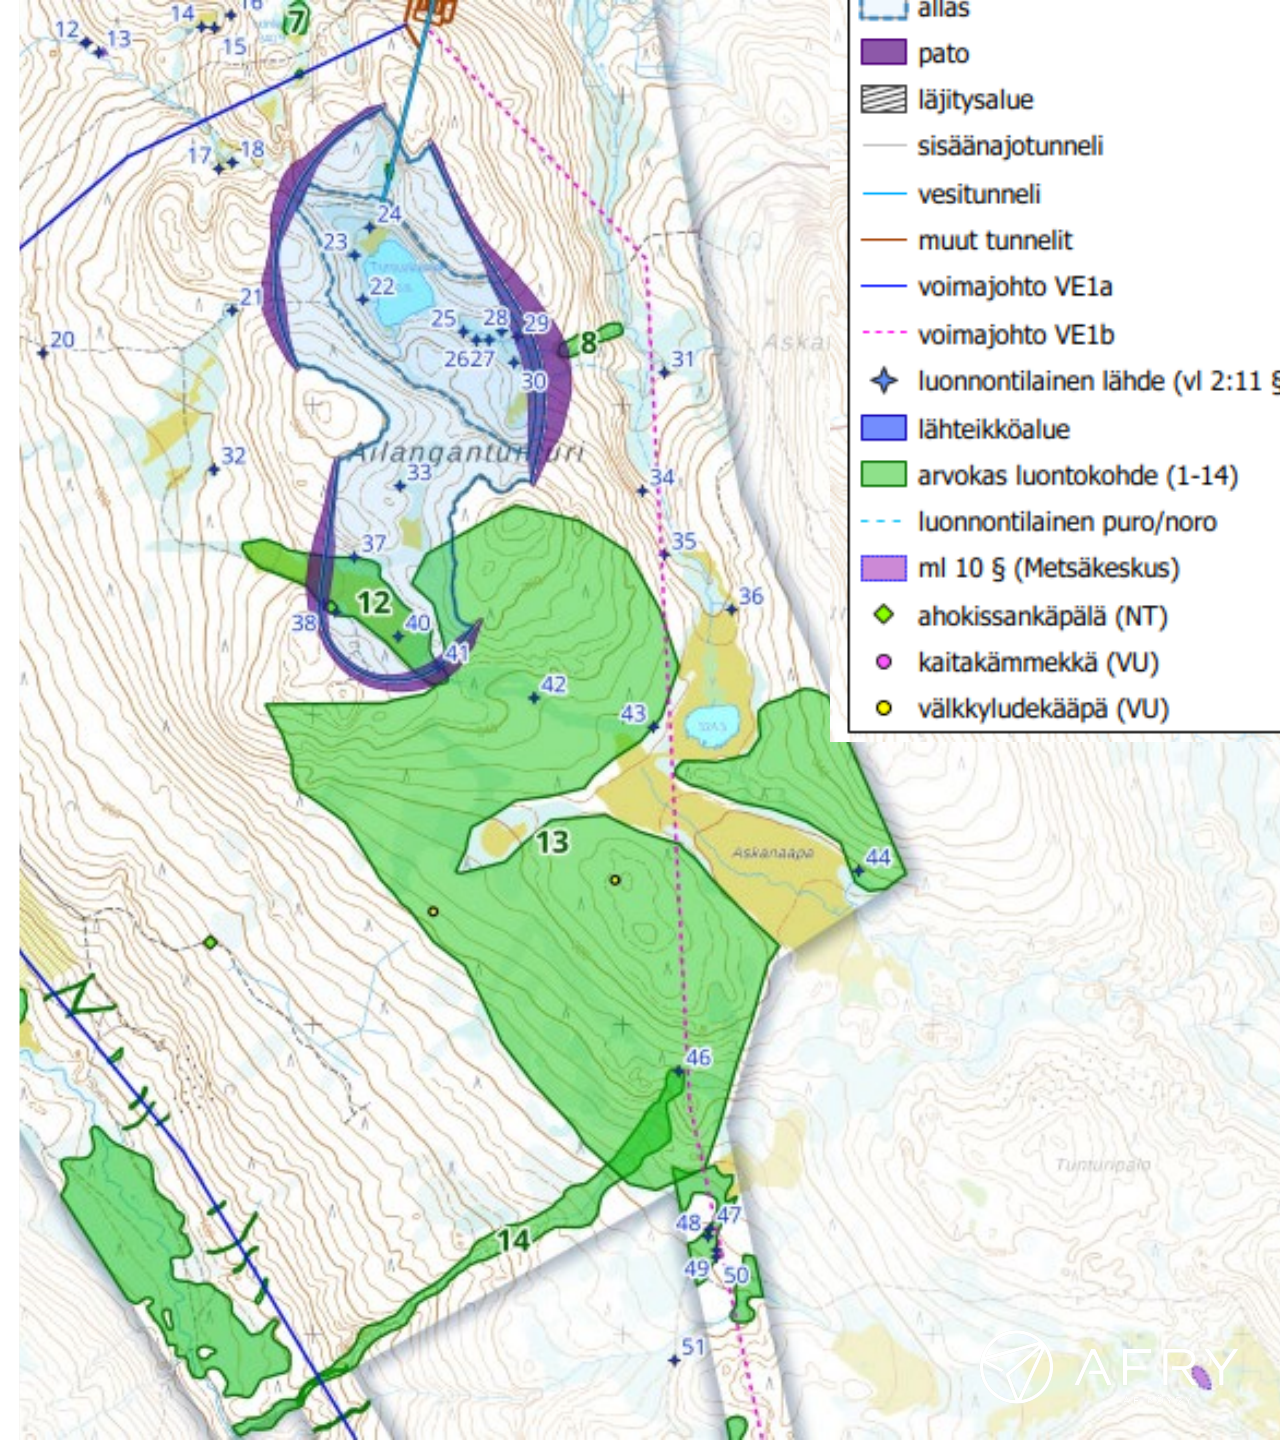 allas
pato
läjitysalue
sisäänajotunneli
vesitunneli
muut tunnelit
voimajohto VE1a
voimajohto VE1b
luonnontilainen lähde (vl 2:11 §
lähteikköalue
arvokas luontokohde (1-14)
luonnontilainen puro/noro
ml 10 § (Metsäkeskus)
ahokissankäpälä (NT)
kaitakämmekkä (VU)
välkkyludekääpä (VU)
12
13
14
15
16
7
17
18
20
21
22
23
24
25
26
27
28
29
30
8
31
Ailangantunturi
32
33
34
35
36
37
12
38
40
41
42
43
13
Askanaapa
44
46
Tunturipalo
14
47
48
49
50
51
AFRY